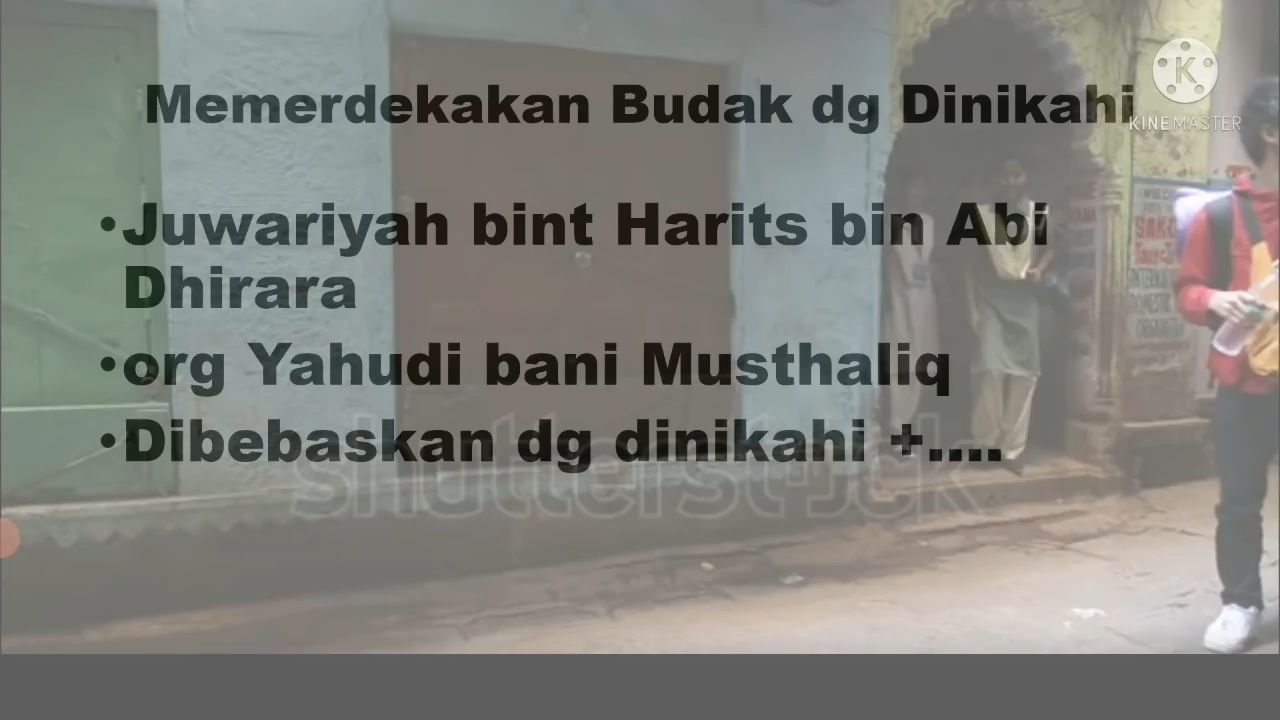 Memerdekakan Budak dg Dinikahi
K
KINEMASTER
•Juwariyah bint Harits bin Abi
Dhirara
•org Yahudi bani Musthaliq
•Dibebaskan dg dinikahi +....
shutterstock